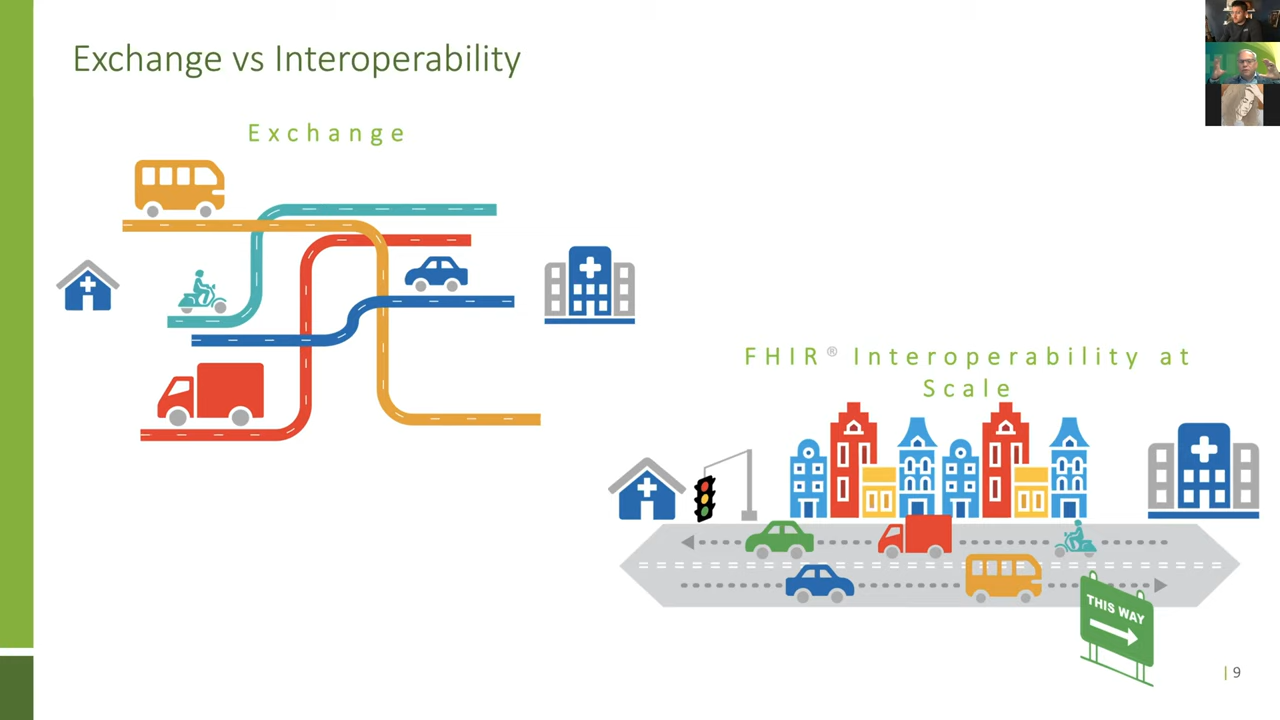 Exchange vs Interoperability
Exchange
FHIR® Interoperability at
Scale
THIS WAY
| 9